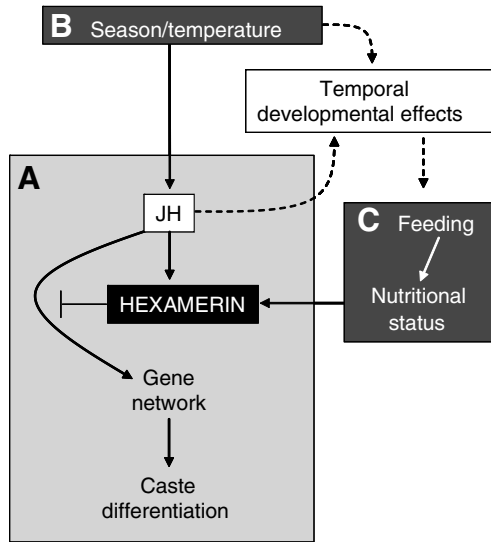 B Season/temperature
Temporal
developmental effects
A
JH
C Feeding
Nutritional
status
HEXAMERIN
Gene
network
Caste
differentiation